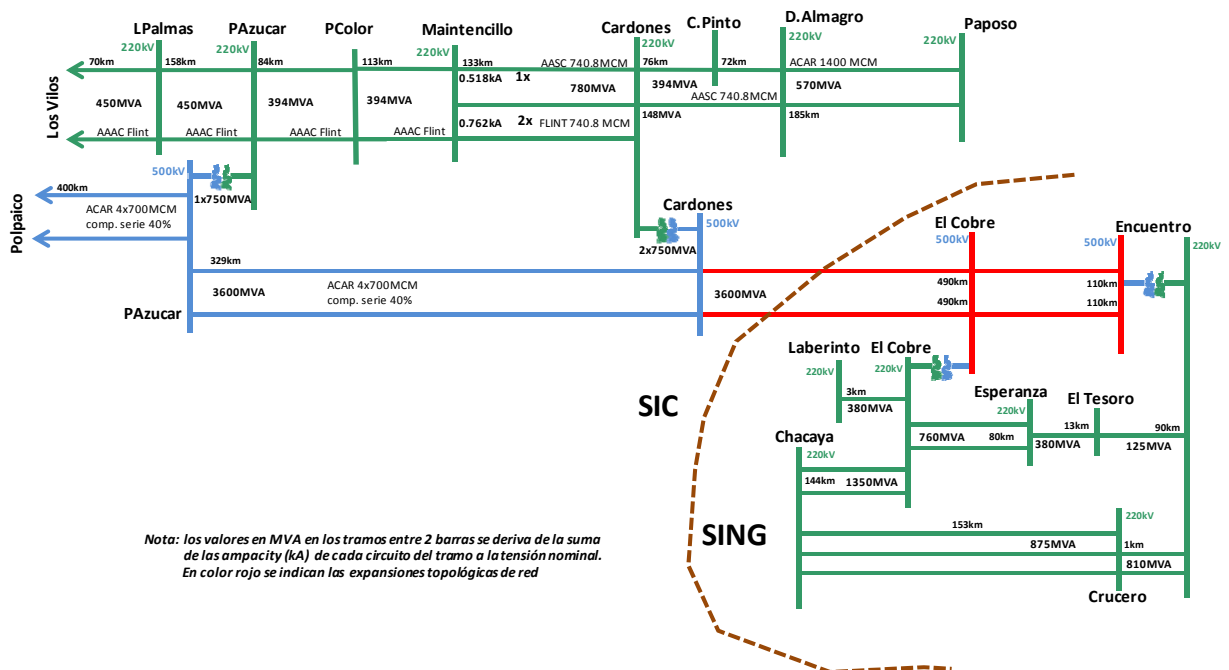 LPalmas
PAzucar
PColor
Maintencillo
Cardones
C.Pinto
D.Almagro
Paposo
220kV
220kV
220kV
220kV
220kV
220kV
70km
158km
84km
113km
133km
AASC 740.8MCM
76km
72km
ACAR 1400 MCM
0.518kA
1x
450MVA
450MVA
394MVA
394MVA
780MVA
394MVA
570MVA
AASC 740.8MCM
Los Vilos
0.762kA
2x
FLINT 740.8 MCM
148MVA
185km
AAAC Flint
AAAC Flint
AAAC Flint
AAAC Flint
500kV
400km
1x750MVA
ACAR 4x700MCM
comp. serie 40%
Polpaico
Cardones
500kV
2x750MVA
El Cobre
500kV
Encuentro
500kV
220kV
329km
3600MVA
ACAR 4x700MCM
comp. serie 40%
3600MVA
490km
490km
110km
110km
PAzucar
Laberinto
El Cobre
220kV
220kV
3km
380MVA
SIC
Esperanza
220kV
El Tesoro
13km
90km
760MVA
80km
380MVA
125MVA
Chacaya
220kV
144km
1350MVA
SING
220kV
153km
875MVA
1km
810MVA
Crucero
Nota: los valores en MVA en los tramos entre 2 barras se deriva de la suma
de las ampacity (kA) de cada circuito del tramo a la tensión nominal.
En color rojo se indican las expansiones topológicas de red